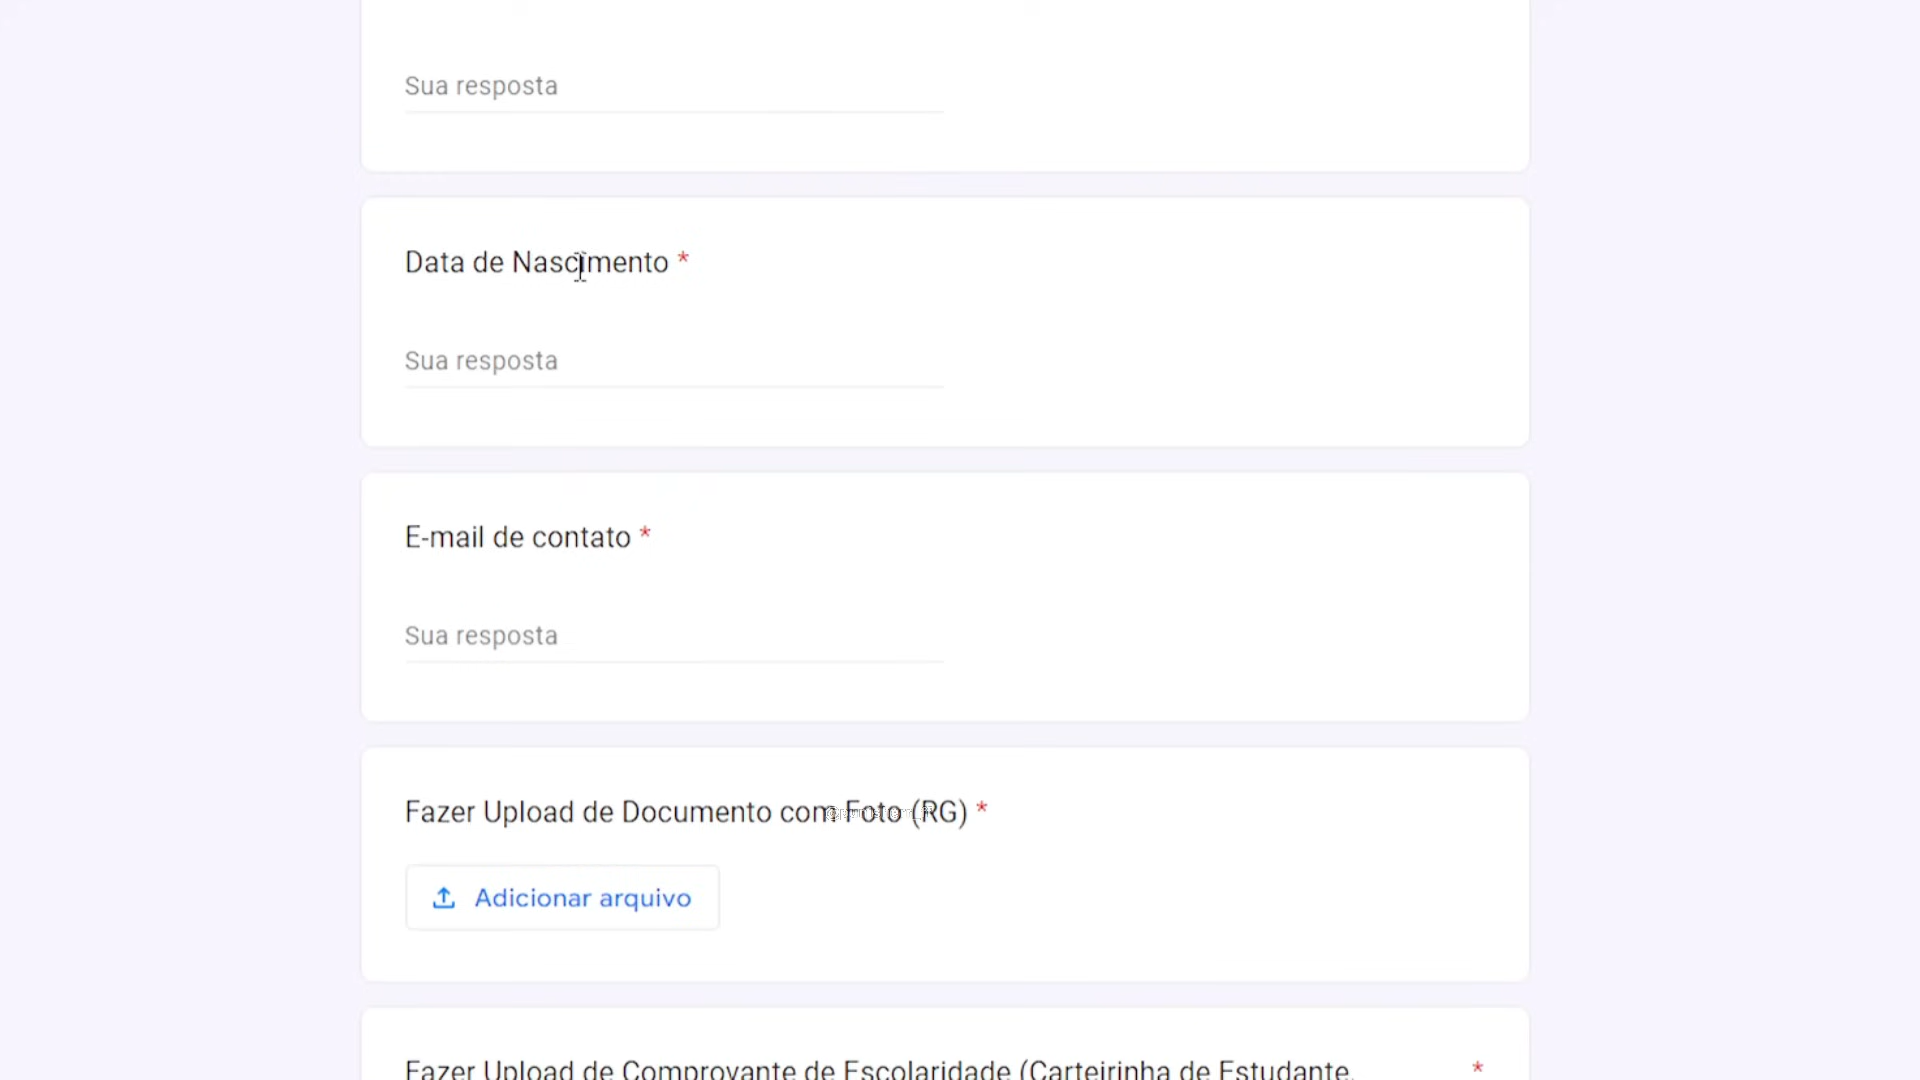 Sua resposta
Data de Nascimento *
Sua resposta
E-mail de contato *
Sua resposta
Fazer Upload de Documento com Foto (RG) *
Adicionar arquivo
Fazer Upload de Comprovante de Escolaridade (Carteirinha de Estudante, *